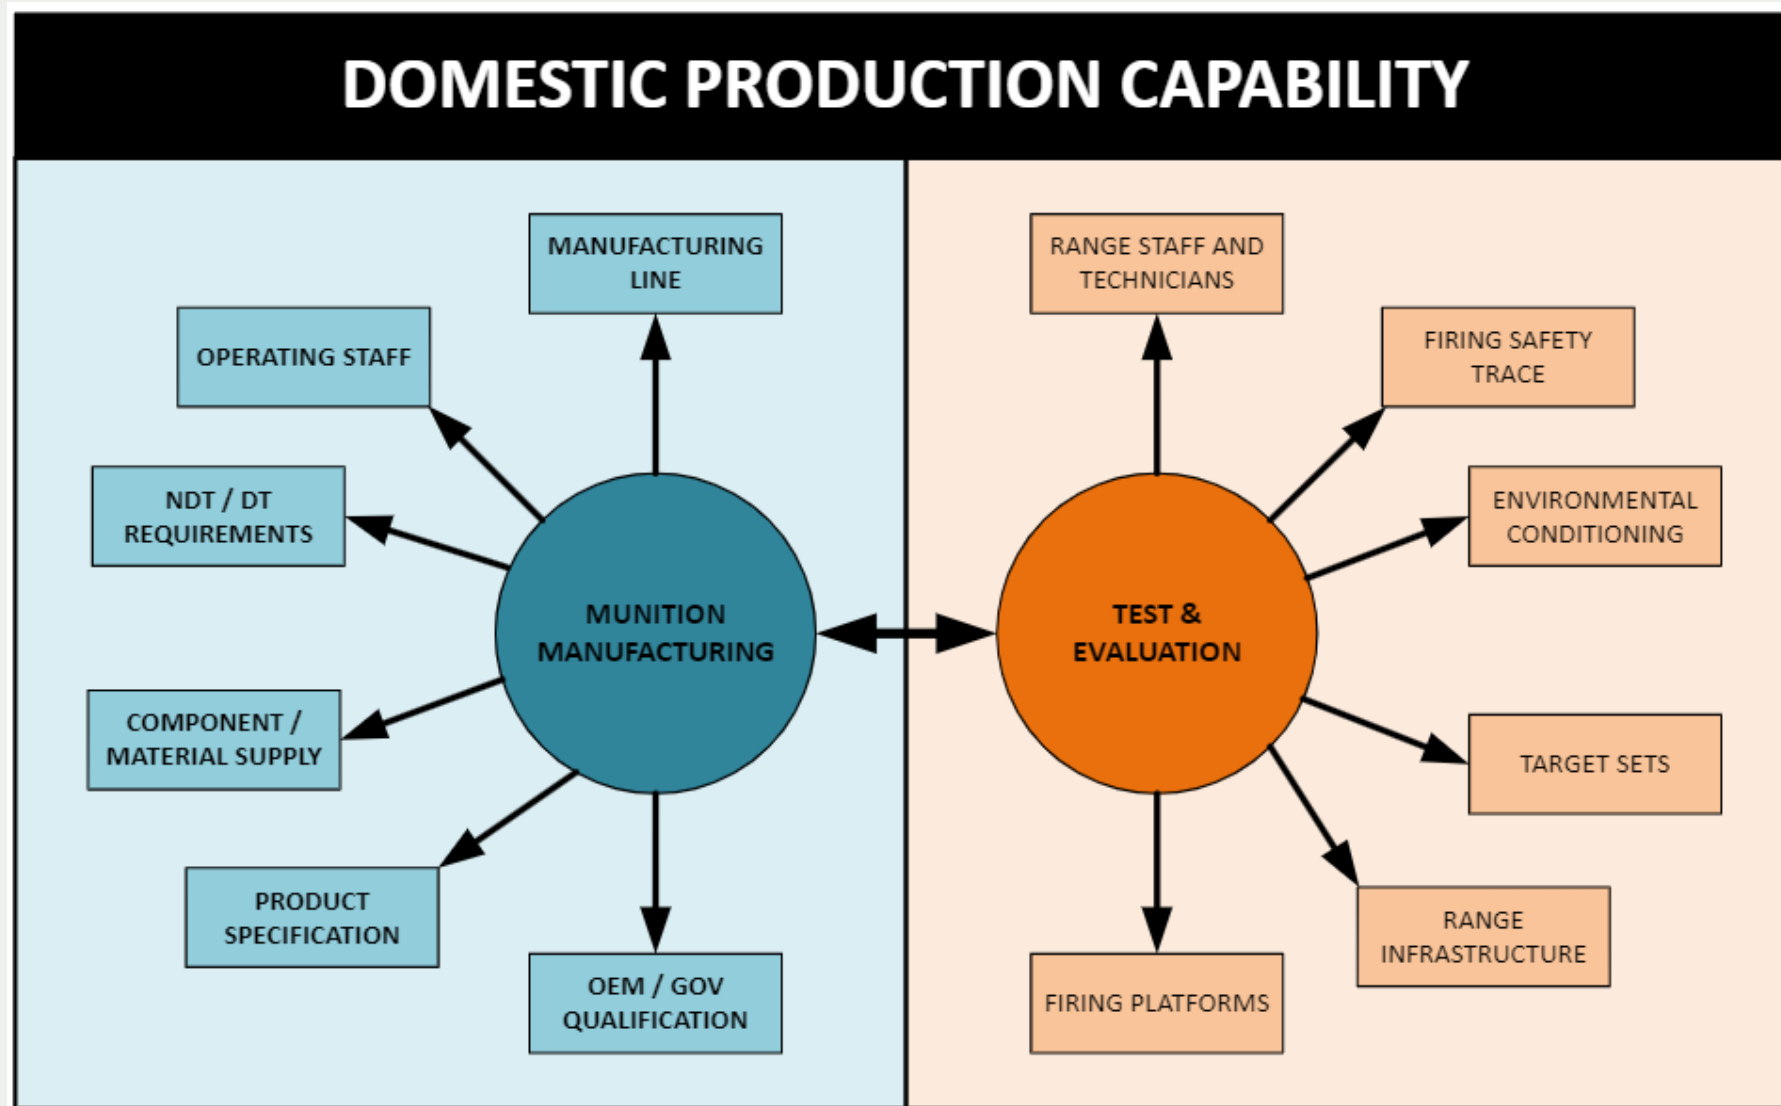 DOMESTIC PRODUCTION CAPABILITY
MANUFACTURING
LINE
OPERATING STAFF
NDT / DT
REQUIREMENTS
MUNITION
MANUFACTURING
COMPONENT /
MATERIAL SUPPLY
PRODUCT
SPECIFICATION
OEM / GOV
QUALIFICATION
RANGE STAFF AND
TECHNICIANS
FIRING SAFETY
TRACE
ENVIRONMENTAL
CONDITIONING
TEST &
EVALUATION
TARGET SETS
RANGE
INFRASTRUCTURE
FIRING PLATFORMS